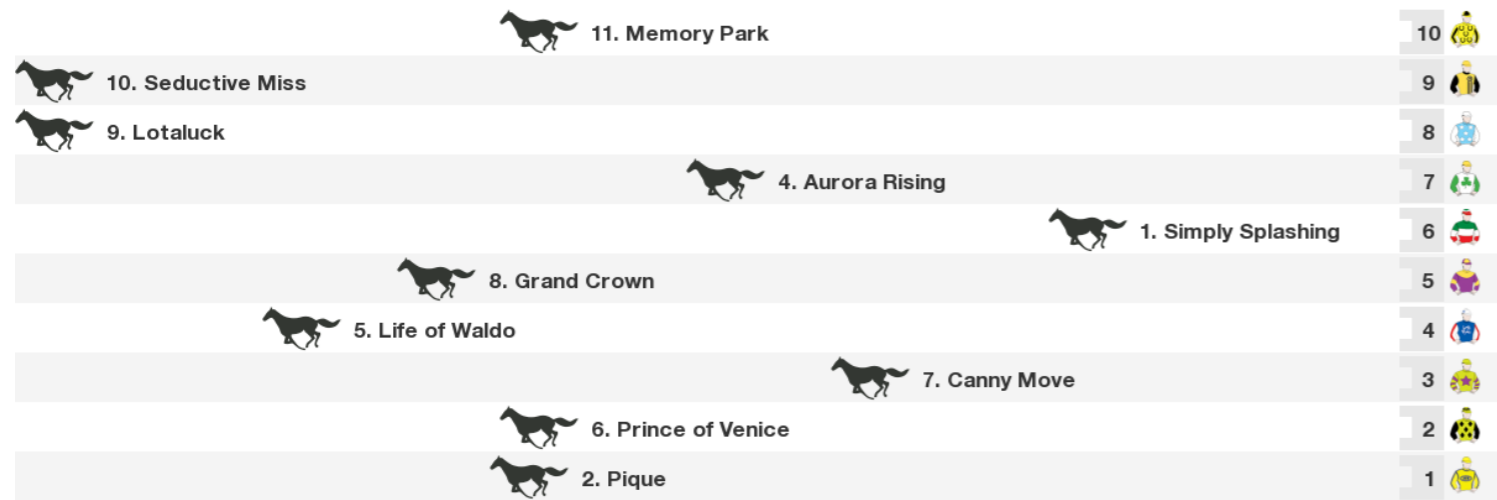 11. Memory Park 10
10. Seductive Miss 9
9. Lotaluck 8
4. Aurora Rising 7
1. Simply Splashing 6
8. Grand Crown 5
5. Life of Waldo 4
7. Canny Move 3
6. Prince of Venice 2
2. Pique 1